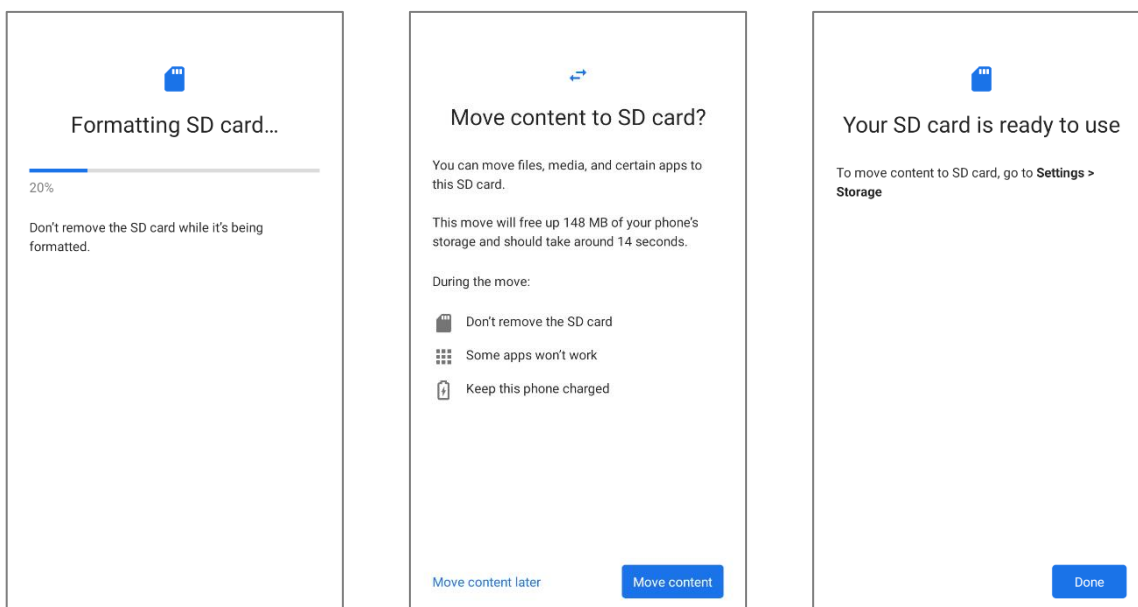 Formatting SD card…
20%
Don't remove the SD card while it's being
formatted.
Move content to SD card?
You can move files, media, and certain apps to
this SD card.
This move will free up 148 MB of your phone's
storage and should take around 14 seconds.
During the move:
Don't remove the SD card
Some apps won't work
Keep this phone charged
Move content later
Move content
Your SD card is ready to use
To move content to SD card, go to Settings >
Storage
Done